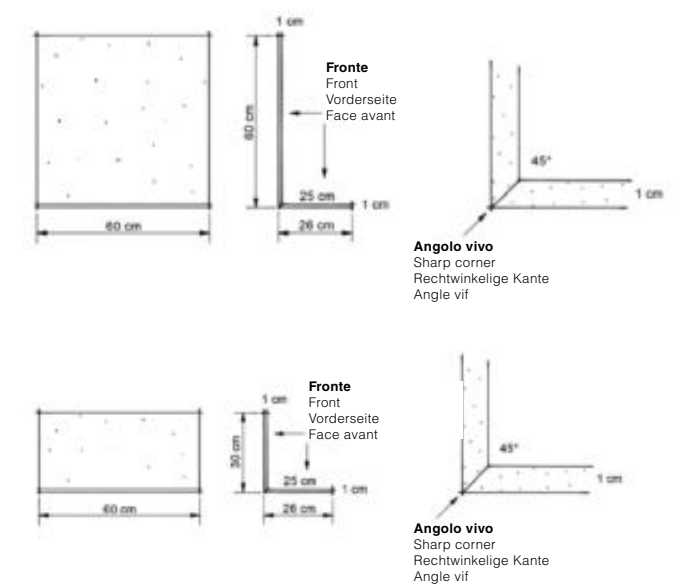 1 cm
60 cm
Fronte
Front
Vorderseite
Face avant
25 cm
1 cm
26 cm
60 cm
45°
1 cm
Angolo vivo
Sharp corner
Rechtwinkelige Kante
Angle vif
1 cm
30 cm
Fronte
Front
Vorderseite
Face avant
25 cm
1 cm
26 cm
60 cm
45°
1 cm
Angolo vivo
Sharp corner
Rechtwinkelige Kante
Angle vif